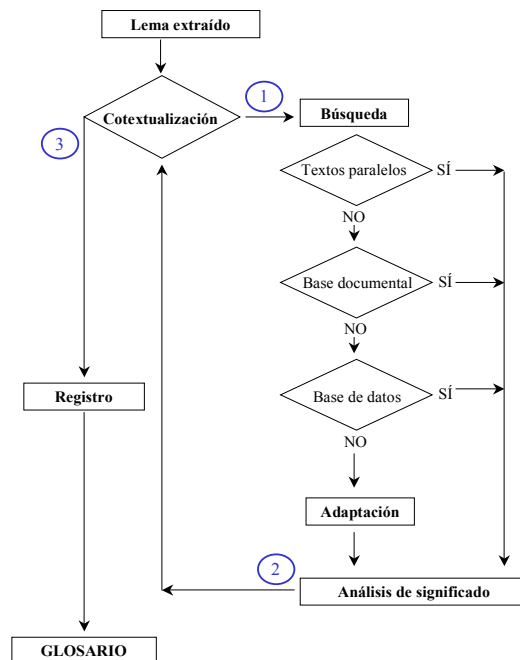 Lema extraído
1
Cotextualización
Búsqueda
3
Textos paralelos
SÍ
NO
Base documental
SÍ
NO
Base de datos
SÍ
Registro
NO
Adaptación
2
Análisis de significado
GLOSARIO